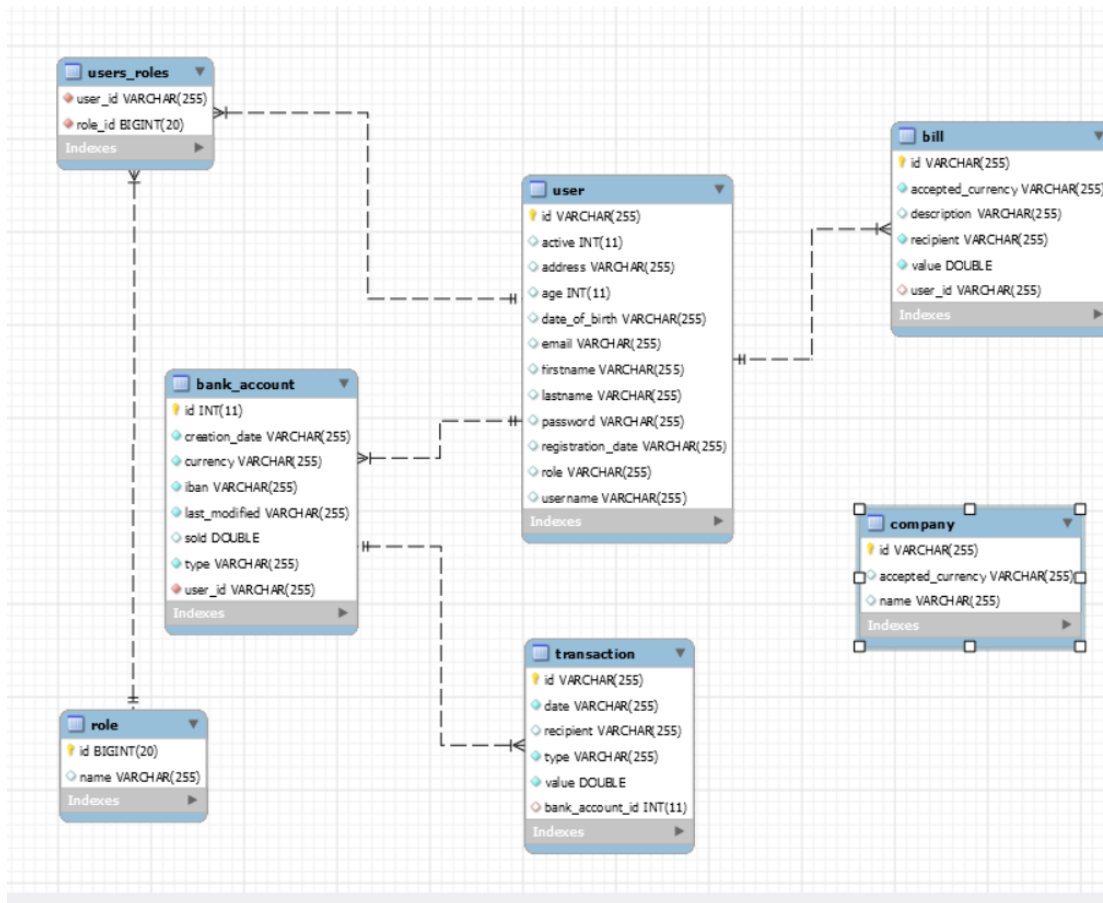 users_roles
user_id VARCHAR(255)
role_id BIGINT(20)
Indexes
user
id VARCHAR(255)
active INT(11)
address VARCHAR(255)
age INT(11)
date_of_birth VARCHAR(255)
email VARCHAR(255)
firstname VARCHAR(255)
lastname VARCHAR(255)
password VARCHAR(255)
registration_date VARCHAR(255)
role VARCHAR(255)
username VARCHAR(255)
Indexes
bill
id VARCHAR(255)
accepted_currency VARCHAR(255)
description VARCHAR(255)
recipient VARCHAR(255)
value DOUBLE
user_id VARCHAR(255)
Indexes
bank_account
id INT(11)
creation_date VARCHAR(255)
currency VARCHAR(255)
iban VARCHAR(255)
last_modified VARCHAR(255)
sold DOUBLE
type VARCHAR(255)
user_id VARCHAR(255)
Indexes
company
id VARCHAR(255)
accepted_currency VARCHAR(255)
name VARCHAR(255)
Indexes
transaction
id VARCHAR(255)
date VARCHAR(255)
recipient VARCHAR(255)
type VARCHAR(255)
value DOUBLE
bank_account_id INT(11)
Indexes
role
id BIGINT(20)
name VARCHAR(255)
Indexes